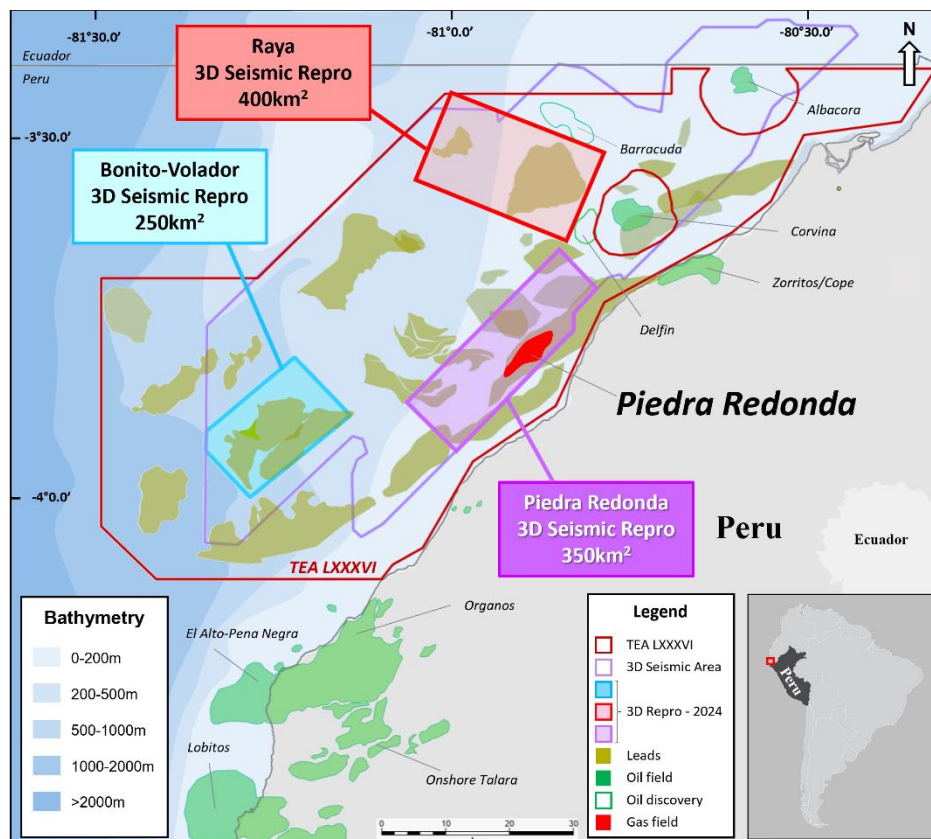 -81°30.0'
-81°0.0'
-80°30.0'
N
Ecuador
Peru
Raya
3D Seismic Repro
400km²
Albacora
-3°30.0'
Barracuda
Bonito-Volador
3D Seismic Repro
250km²
Corvina
Zorritos/Cope
Delfin
Piedra Redonda
-4°0.0'
Piedra Redonda
3D Seismic Repro
350km²
Peru
Ecuador
TEA LXXXVI
Bathymetry
0-200m
200-500m
500-1000m
1000-2000m
>2000m
El Alto-Pena Negra
Organos
Lobitos
Onshore Talara
0
10
20
30
Legend
TEA LXXXVI
3D Seismic Area
3D Repro - 2024
Leads
Oil field
Oil discovery
Gas field
Peru